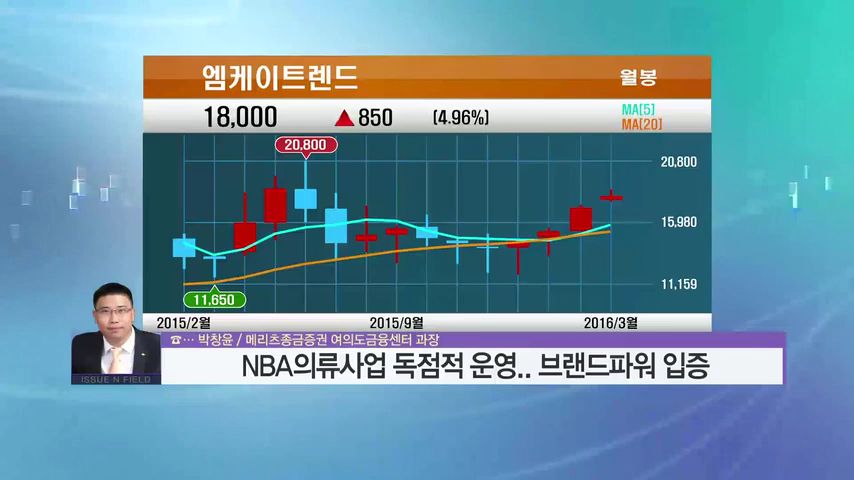 엠케이트렌드 월봉
18,000 ▲850 (4.96%) MA[5]
MA[20]
20,800
20,800
15,980
11,159
11,650
2015/2월 2015/9월 2016/3월
☎… 박창윤 / 메리츠종금증권 여의도금융센터 과장
NBA의류사업 독점적 운영.. 브랜드파워 입증
ISSUE N FIELD